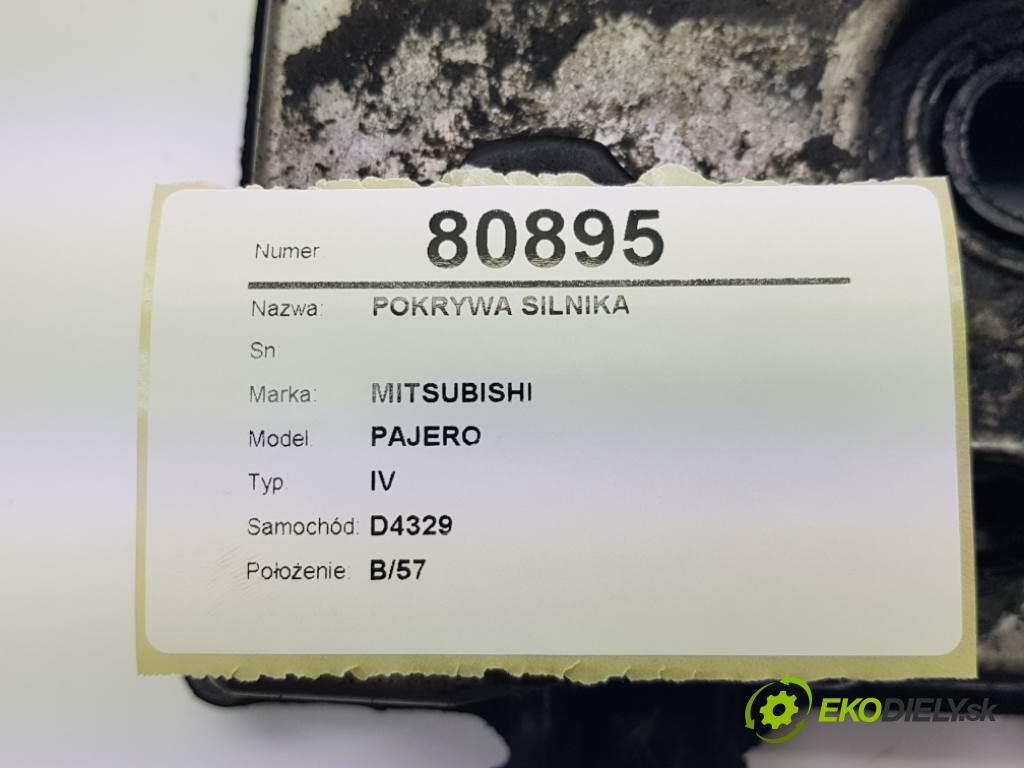 Numer 80895
Nazwa: POKRYWA SILNIKA
Sn
Marka: MITSUBISHI
Model PAJERO
Typ IV
Samochód: D4329
Położenie: B/57
EKODIELY.sk